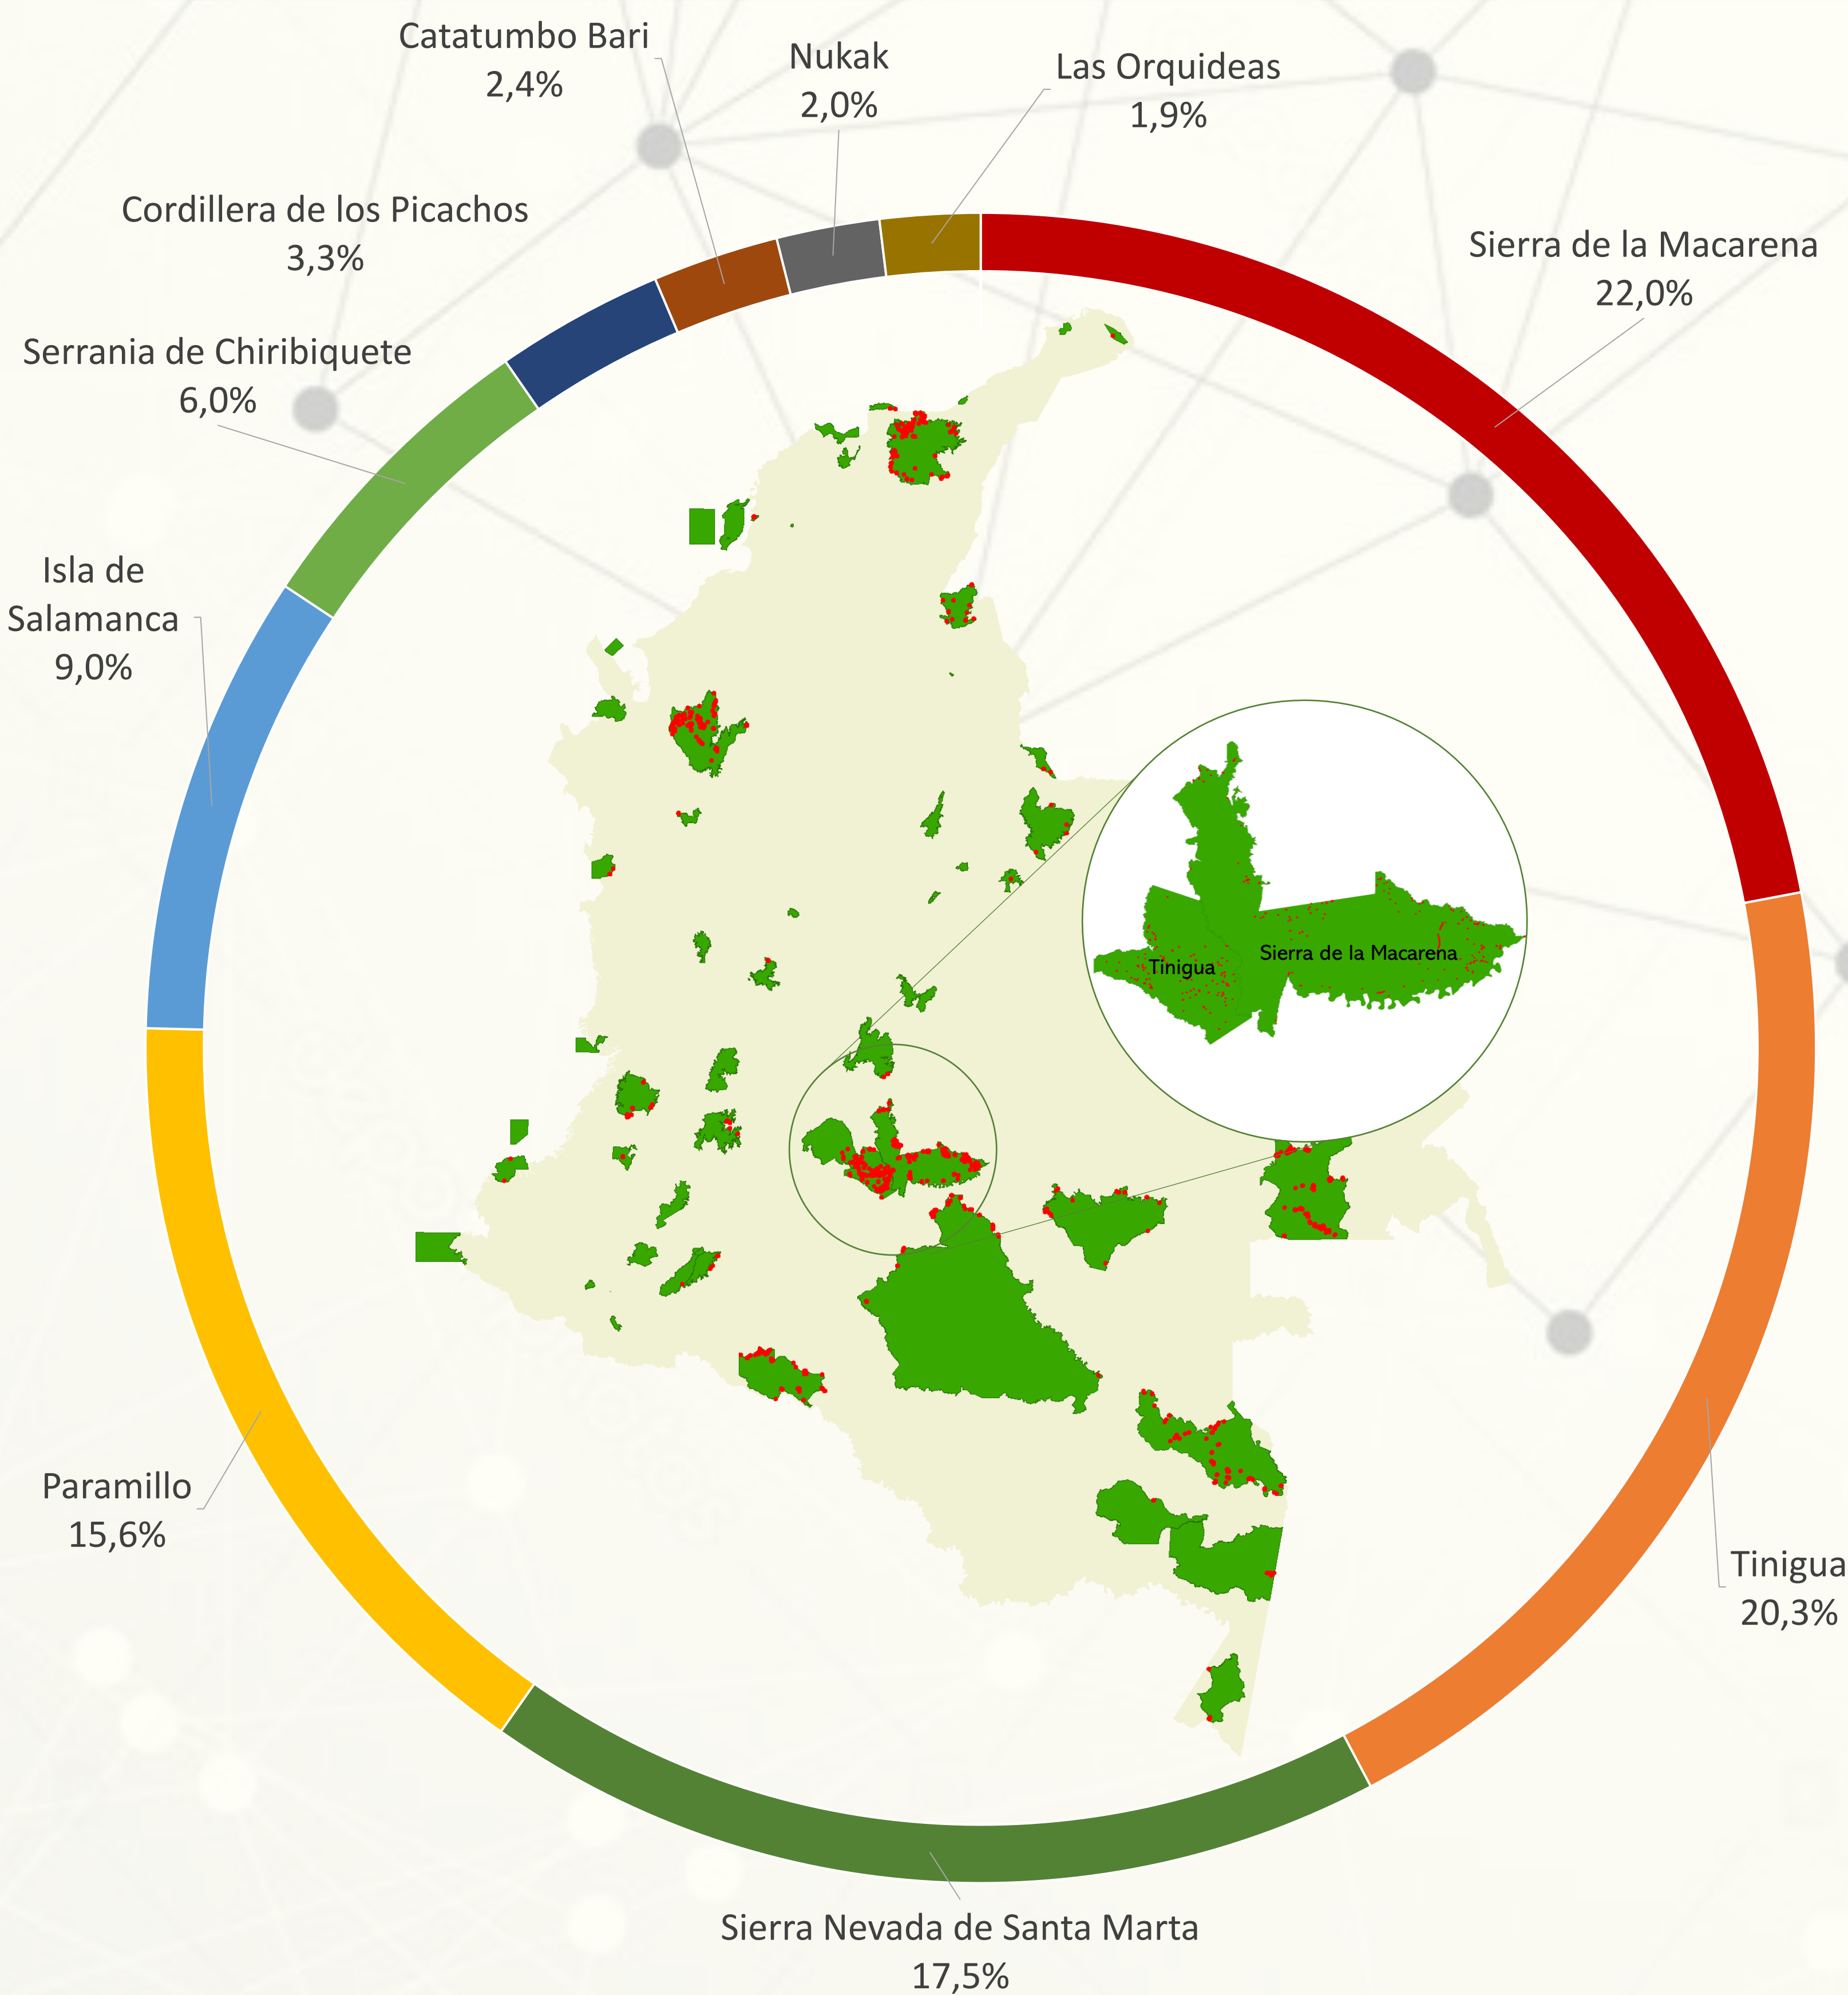 Catatumbo Bari
2,4%
Nukak
2,0%
Las Orquideas
1,9%
Cordillera de los Picachos
3,3%
Sierra de la Macarena
22,0%
Serrania de Chiribiquete
6,0%
Isla de
Salamanca
9,0%
Sierra de la Macarena
Tinigua
Paramillo
15,6%
Tinigua
20,3%
Sierra Nevada de Santa Marta
17,5%